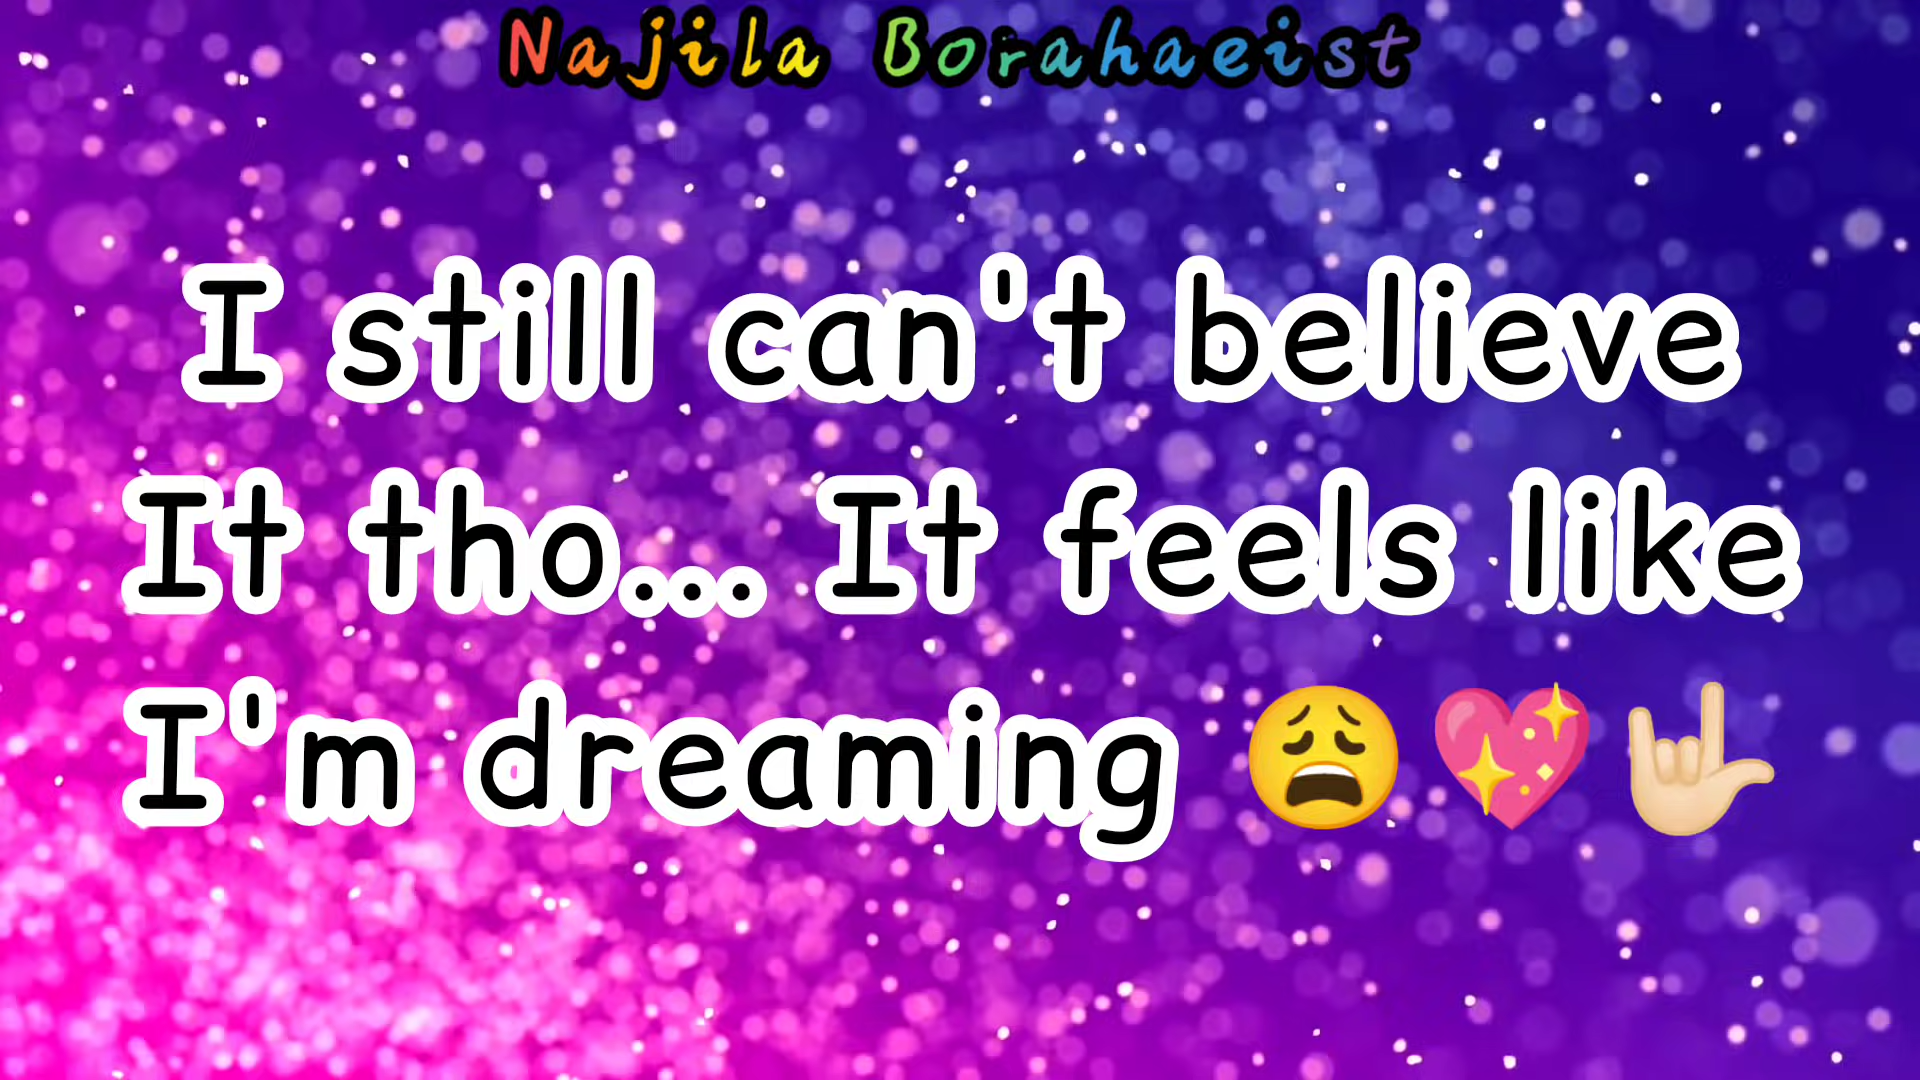 Najila Borahaeist
I still can't believe
It tho... It feels like
I'm dreaming 😩💖🤟🏼